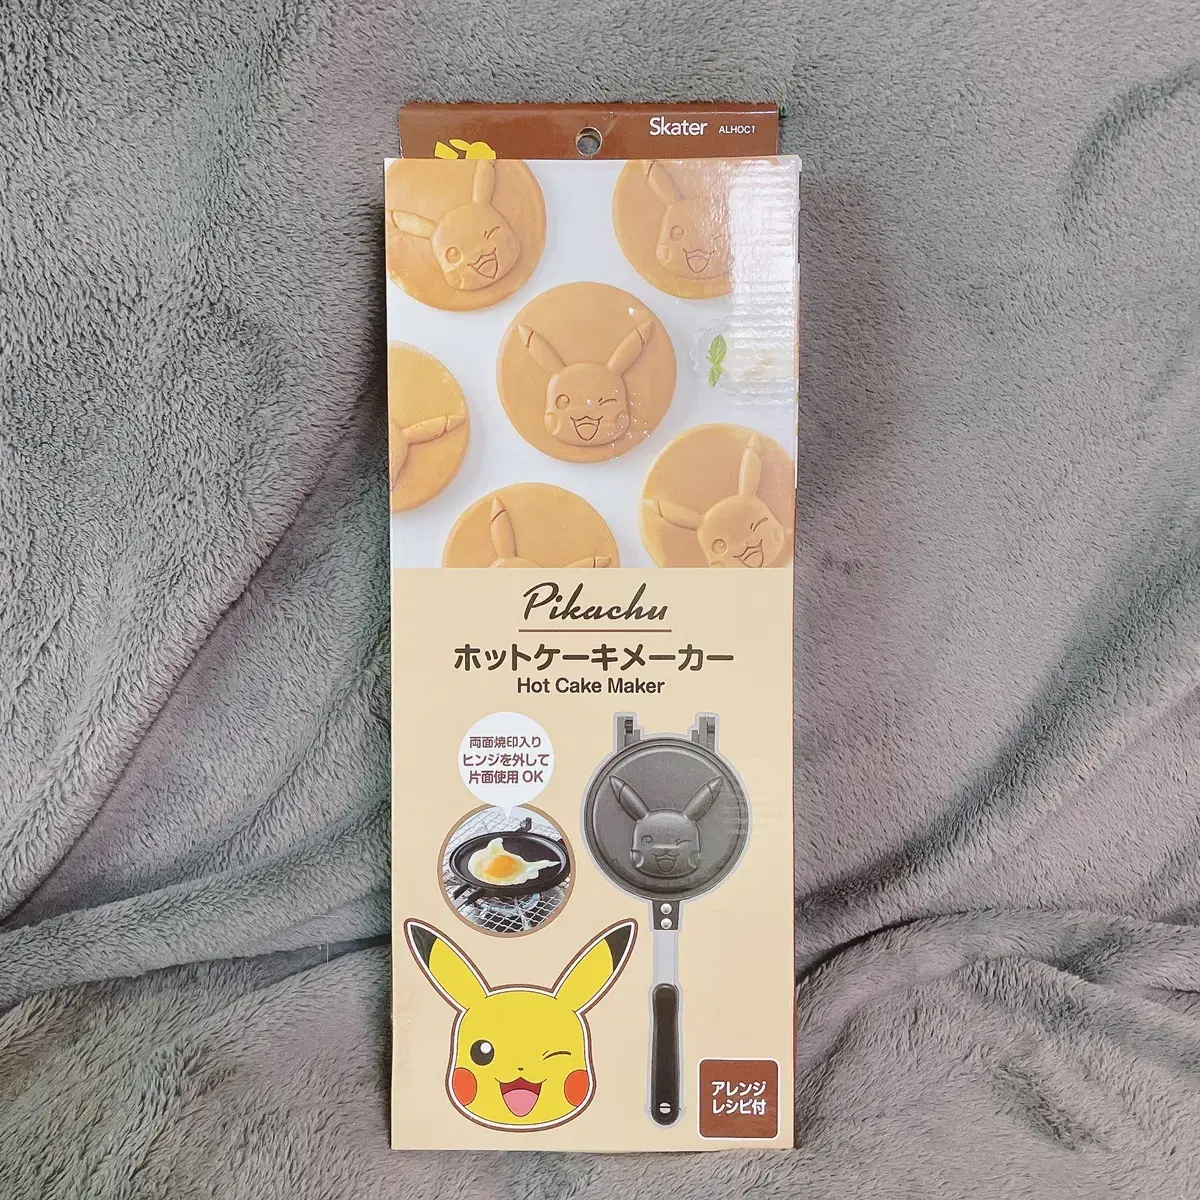 Skater ALHOC1
Pikachu
ホットケーキメーカー
Hot Cake Maker
両面焼印入り
ヒンジを外して
片面使用 OK
アレンジ
レシピ付